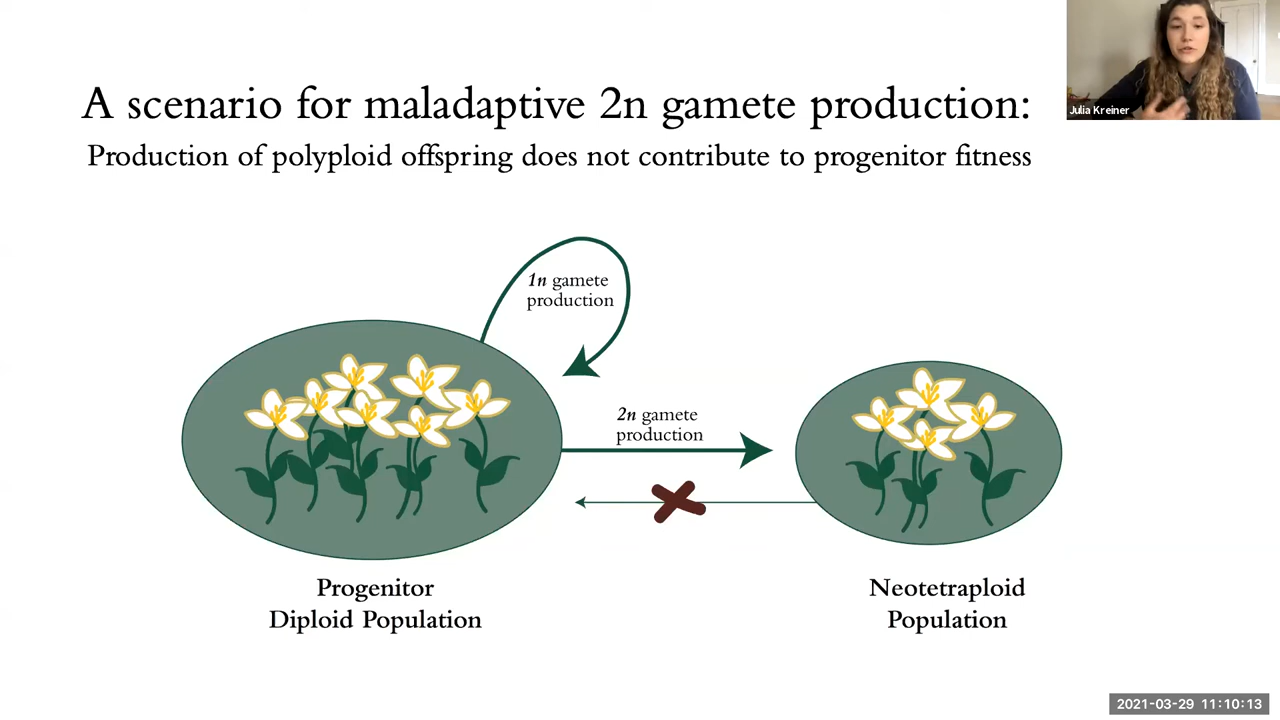 A scenario for maladaptive 2n gamete production:
Production of polyploid offspring does not contribute to progenitor fitness
Julia Kreiner
1n gamete
production
2n gamete
production
Progenitor
Diploid Population
Neotetraploid
Population
2021-03-29 11:10:13